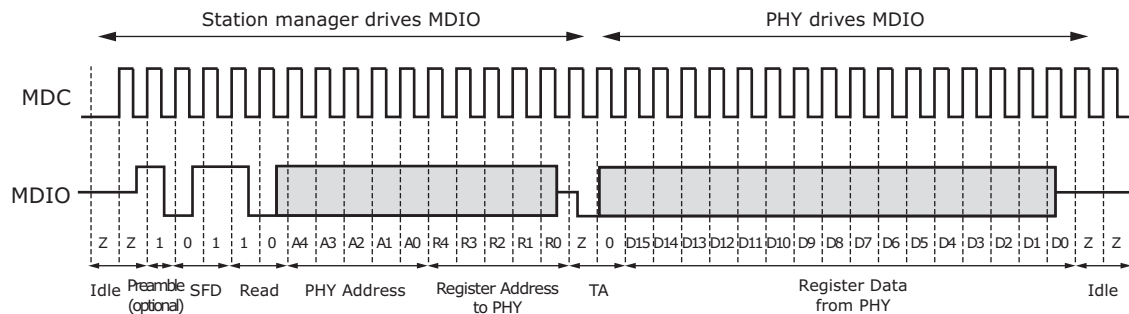 Station manager drives MDIO PHY drives MDIO
MDC
MDIO
Z Z 1 0 1 1 0 A4 A3 A2 A1 A0 R4 R3 R2 R1 R0 Z 0 D15 D14 D13 D12 D11 D10 D9 D8 D7 D6 D5 D4 D3 D2 D1 D0 Z Z
Idle Preamble SFD Read PHY Address Register Address TA Register Data Idle
(optional) to PHY from PHY